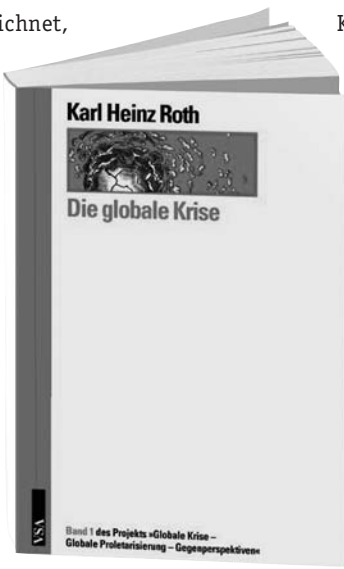 ichnet,
K
Karl Heinz Roth
Die globale Krise
VSA
Band 1 des Projekts »Globale Krise –
Globale Proletarisierung – Gegenperspektiven«